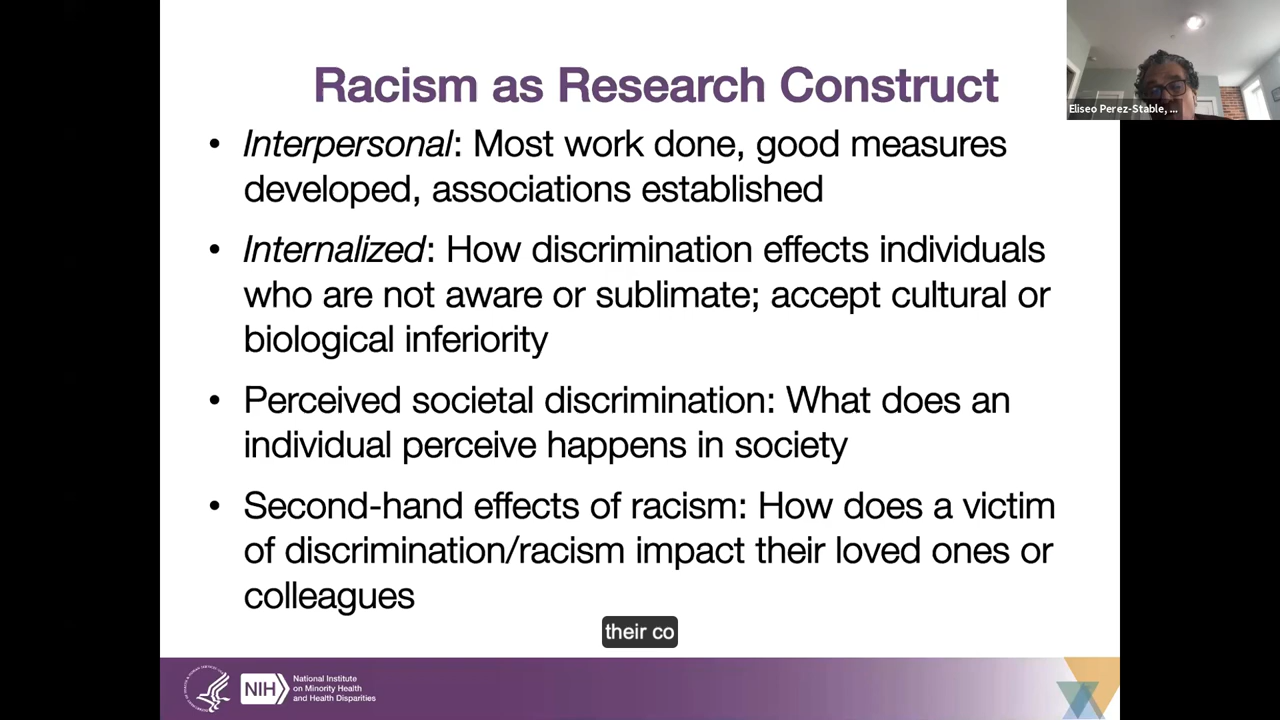 Racism as Research Construct
Eliseo Perez-Stable, ...
• Interpersonal: Most work done, good measures
developed, associations established
• Internalized: How discrimination effects individuals
who are not aware or sublimate; accept cultural or
biological inferiority
• Perceived societal discrimination: What does an
individual perceive happens in society
• Second-hand effects of racism: How does a victim
of discrimination/racism impact their loved ones or
colleagues
their co
NIH
National Institute
on Minority Health
and Health Disparities